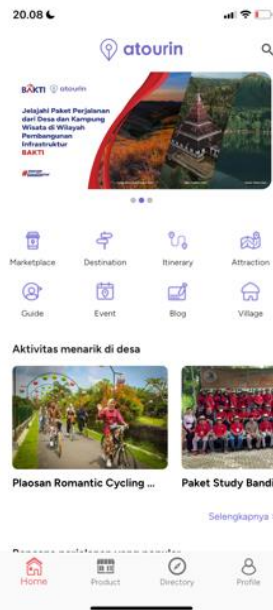 20.08
atourin
BAKTI atourin
Jelajahi Paket Perjalanan
dari Desa dan Kampung
Wisata di Wilayah
Pembangunan
Infrastruktur
BAKTI
Marketplace
Destination
Itinerary
Attraction
Guide
Event
Blog
Village
Aktivitas menarik di desa
Plaosan Romantic Cycling ...
Paket Study Bandi
Selengkapnya
Home
Product
Directory
Profile